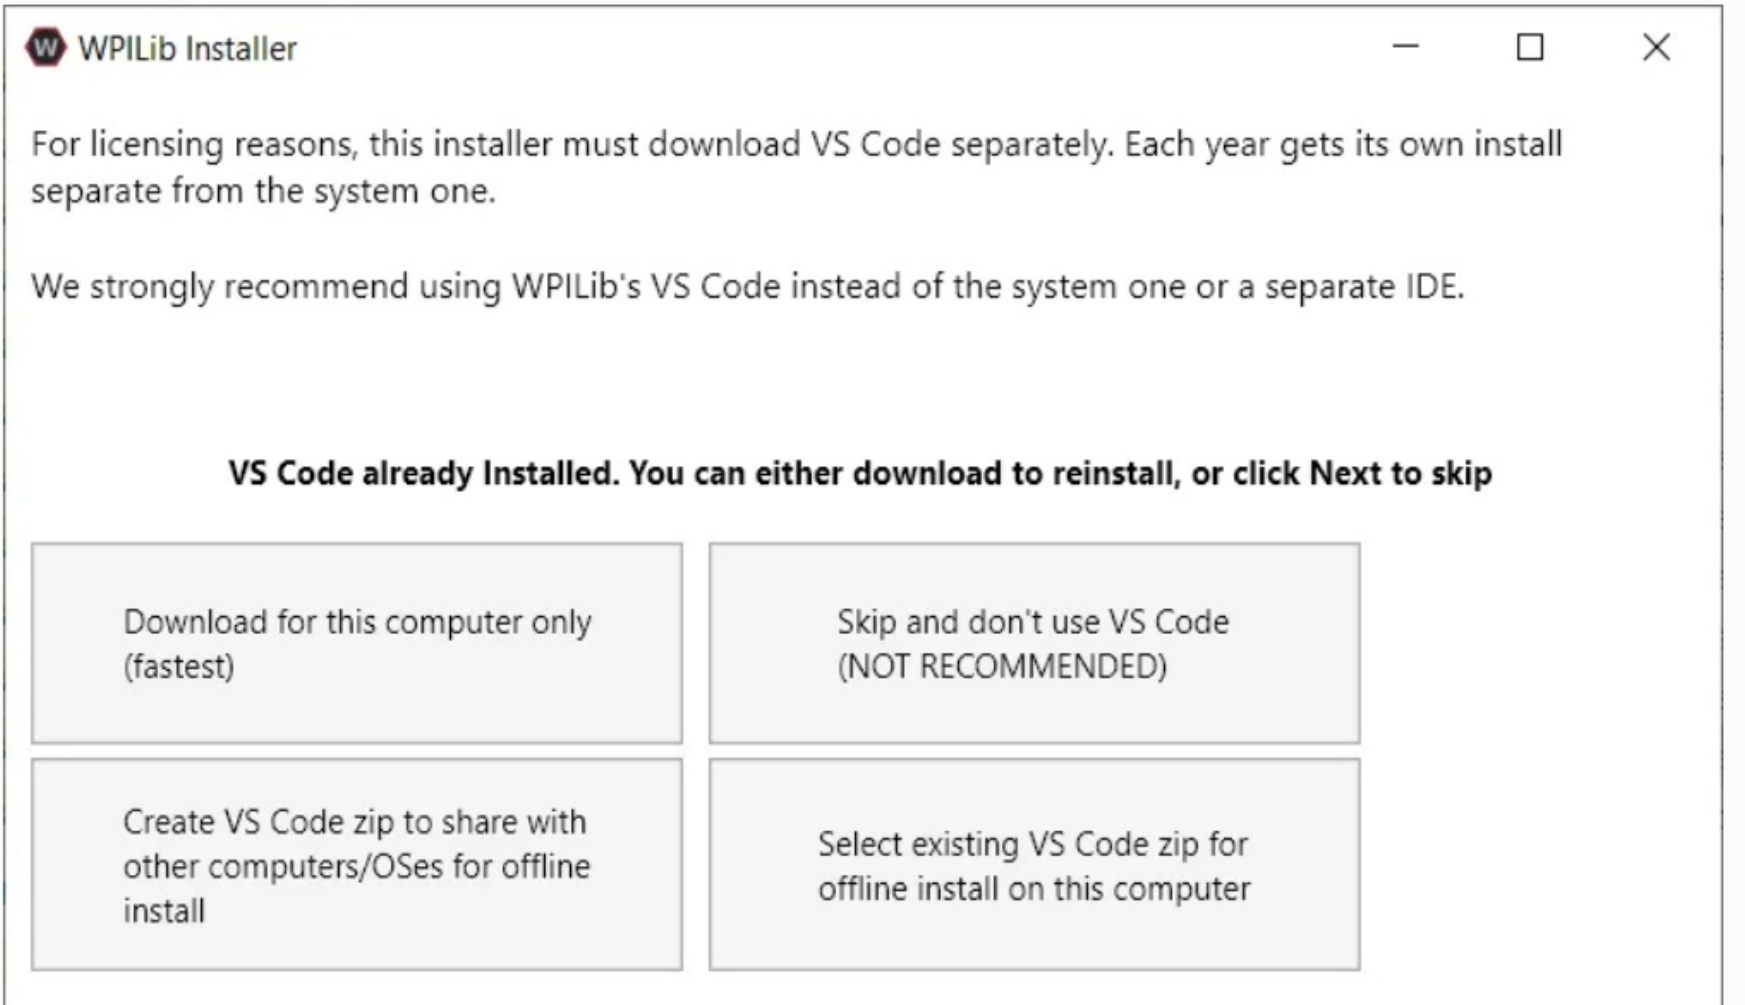 WPILib Installer
For licensing reasons, this installer must download VS Code separately. Each year gets its own install
separate from the system one.
We strongly recommend using WPILib's VS Code instead of the system one or a separate IDE.
VS Code already Installed. You can either download to reinstall, or click Next to skip
Download for this computer only
(fastest)
Skip and don't use VS Code
(NOT RECOMMENDED)
Create VS Code zip to share with
other computers/OSes for offline
install
Select existing VS Code zip for
offline install on this computer